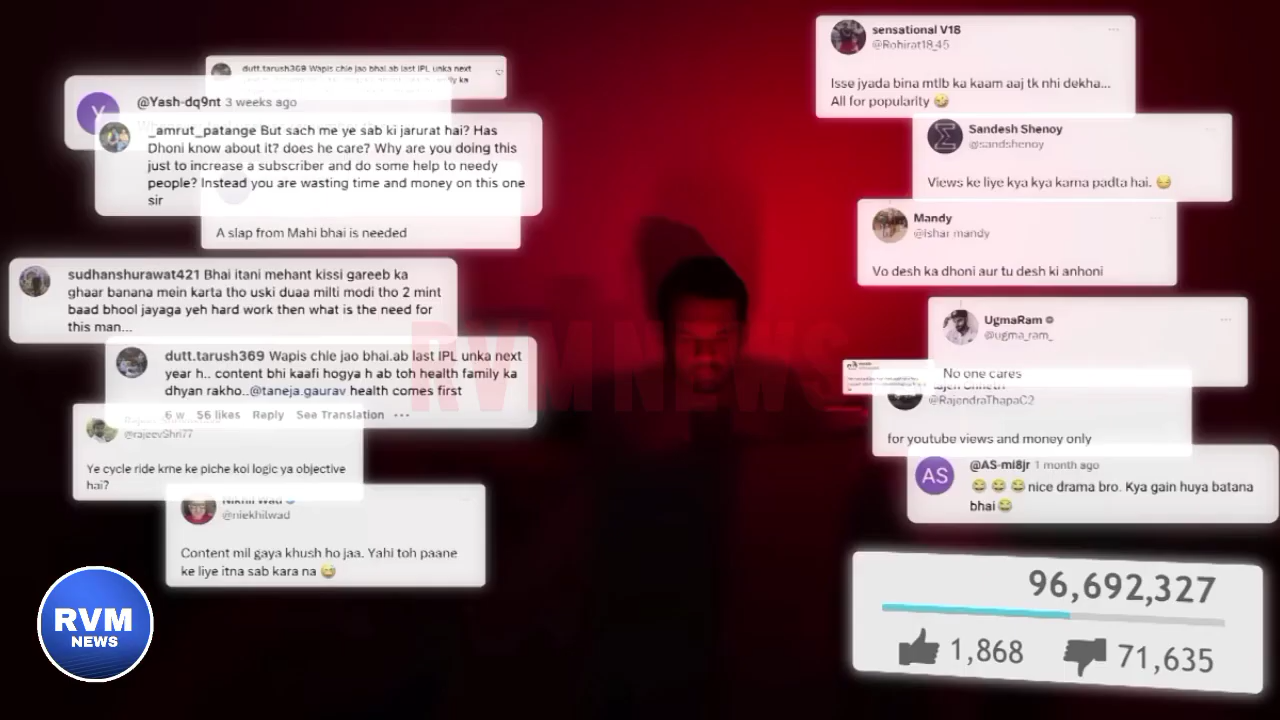 dutt.tarush369 Wapis chle jao bhai.ab last IPL unka next
@Yash-dq9nt 3 weeks ago
_amrut_patange But sach me ye sab ki jarurat hai? Has
Dhoni know about it? does he care? Why are you doing this
just to increase a subscriber and do some help to needy
people? Instead you are wasting time and money on this one
sir
A slap from Mahi bhai is needed
sudhanshurawat421 Bhai itani mehant kissi gareeb ka
ghaar banana mein karta tho uski duaa milti modi tho 2 mint
baad bhool jayaga yeh hard work then what is the need for
this man...
dutt.tarush369 Wapis chle jao bhai.ab last IPL unka next
year h.. content bhi kaafi hogya h ab toh health family ka
dhyan rakho..@taneja.gaurav health comes first
6 w 56 likes Reply See Translation ...
@rajeevShri77
Ye cycle ride krne ke piche koi logic ya objective
hai?
Nikhil Wad
@niekhilwad
Content mil gaya khush ho jaa. Yahi toh paane
ke liye itna sab kara na 😅
RVM
NEWS
RVM NEWS
sensational V18
@Rohirat18_45
Isse jyada bina mtlb ka kaam aaj tk nhi dekha...
All for popularity 🤣
Sandesh Shenoy
@sandshenoy
Views ke liye kya kya karna padta hai. 😂
Mandy
@Ishar mandy
Vo desh ka dhoni aur tu desh ki anhoni
UgmaRam
@ugma_ram_
No one cares
@RajendraThapaC2
for youtube views and money only
AS
@AS-mi8jr 1 month ago
😂 😂 😂nice drama bro. Kya gain huya batana
bhai😂
96,692,327
1,868
71,635